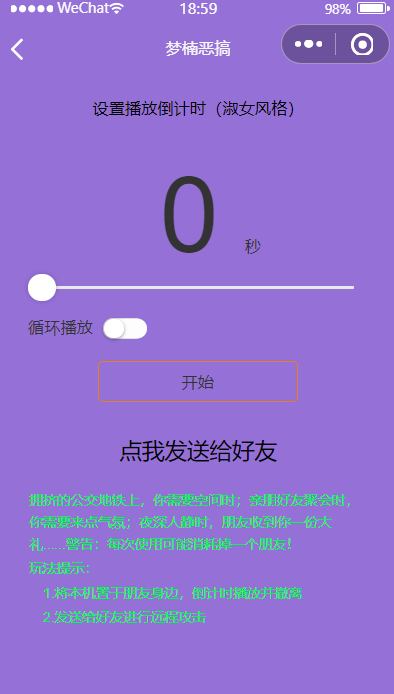 WeChat 18:59 98%
梦楠恶搞
设置播放倒计时（淑女风格）
0 秒
循环播放
开始
点我发送给好友
拥挤的公交地铁上，你需要空间时；亲朋好友聚会时，
你需要来点气氛；夜深人静时，朋友收到你一份大
礼……警告：每次使用可能消耗掉一个朋友！
玩法提示：
1.将本机置于朋友身边，倒计时播放并撤离
2.发送给好友进行远程攻击